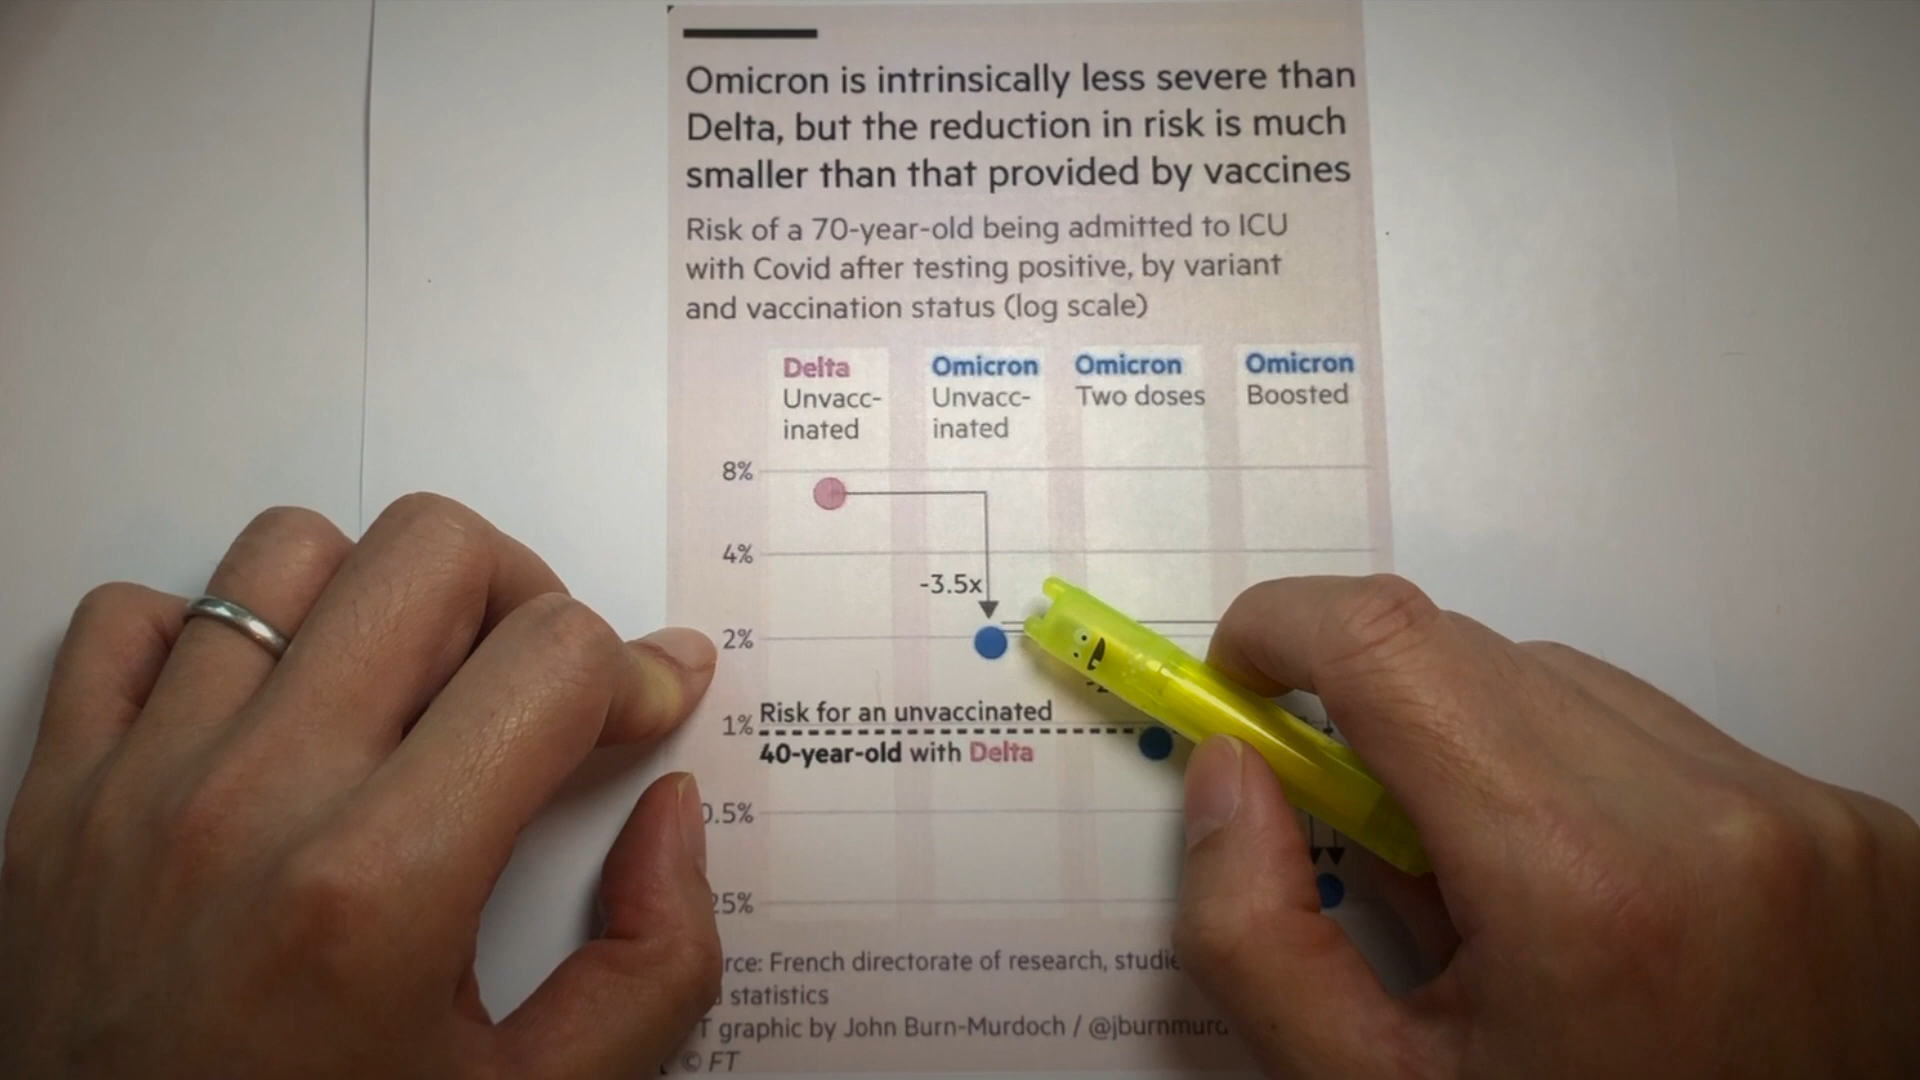 Omicron is intrinsically less severe than
Delta, but the reduction in risk is much
smaller than that provided by vaccines
Risk of a 70-year-old being admitted to ICU
with Covid after testing positive, by variant
and vaccination status (log scale)
Delta Omicron Omicron Omicron
Unvacc- Unvacc- Two doses Boosted
inated inated
8%
4%
-3.5x
2%
Risk for an unvaccinated
1%
40-year-old with Delta
0.5%
25%
French directorate of research,
statistics
graphic by John Burn-Murdoch /
© FT